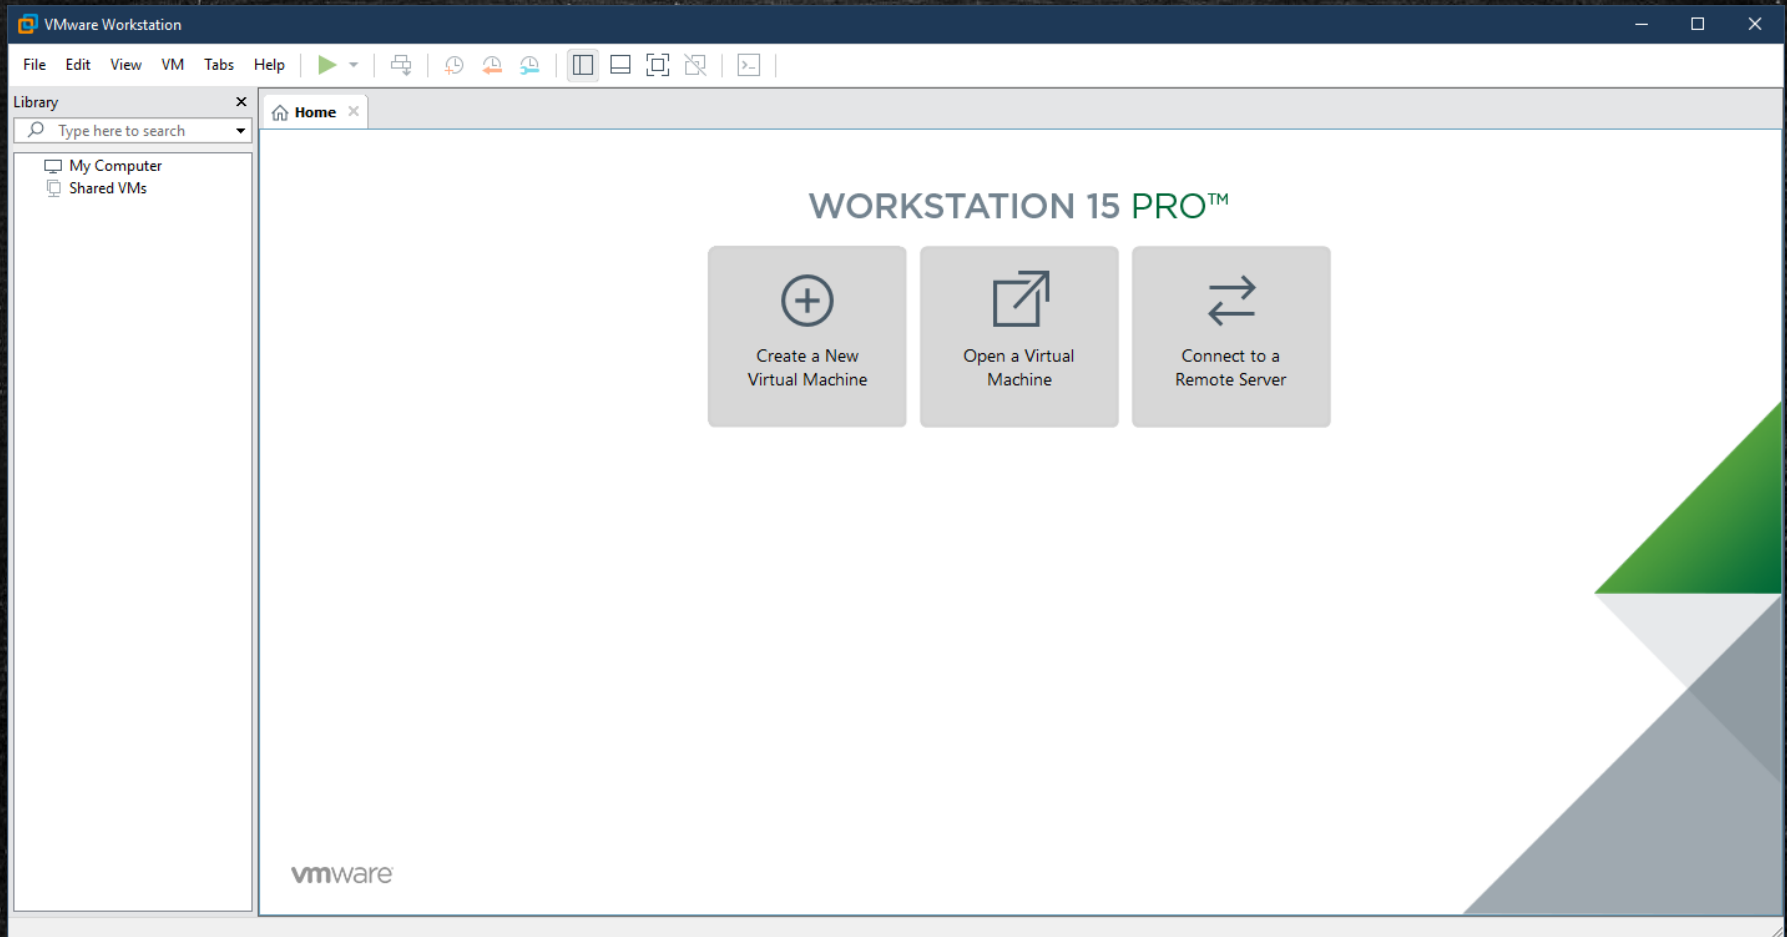 VMware Workstation
File Edit View VM Tabs Help
Library
Type here to search
My Computer
Shared VMs
Home
WORKSTATION 15 PRO™
Create a New
Virtual Machine
Open a Virtual
Machine
Connect to a
Remote Server
vmware